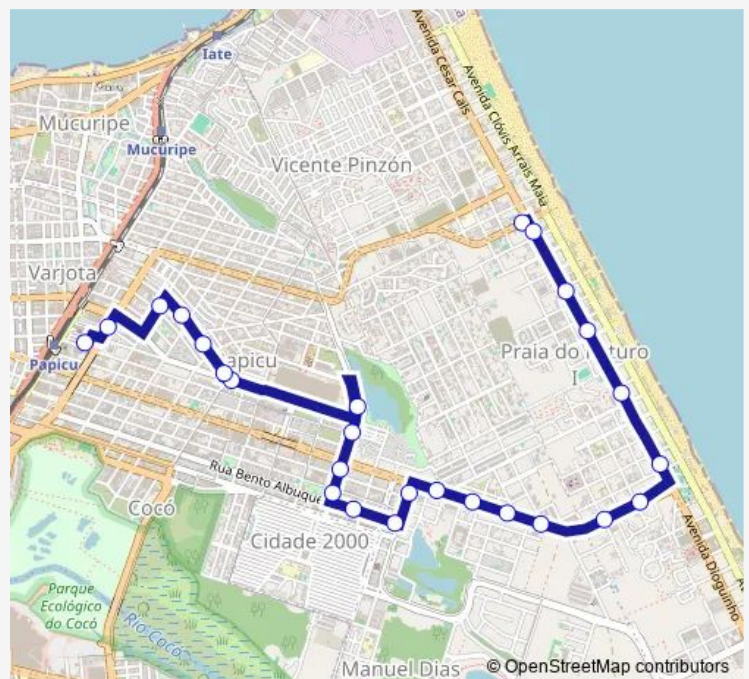 Iate
Avenida César Cals
Avenida Clóvis Arrais Maia
Mucuripe
Mucuripe
Vicente Pinzón
Varjota
Papicu
apicu
Praia do
turo
Rua Bento Albuque
Cocó
Cidade 2000
Avenida Dioguinho
Parque
Ecológico
do Cocó
Rio Cocó
Manuel Dias
© OpenStreetMap contributors